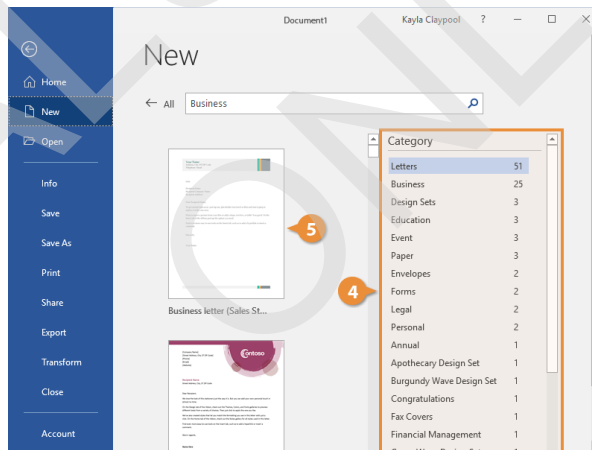 Document1 Kayla Claypool ?
New
Home
New
Open
Info
Save
Save As
Print
Share
Export
Transform
Close
Account
← All Business
5
Business letter (Sales St...
Contoso
4
Category
Letters 51
Business 25
Design Sets 3
Education 3
Event 3
Paper 3
Envelopes 2
Forms 2
Legal 2
Personal 2
Annual 1
Apothecary Design Set 1
Burgundy Wave Design Set 1
Congratulations 1
Fax Covers 1
Financial Management 1